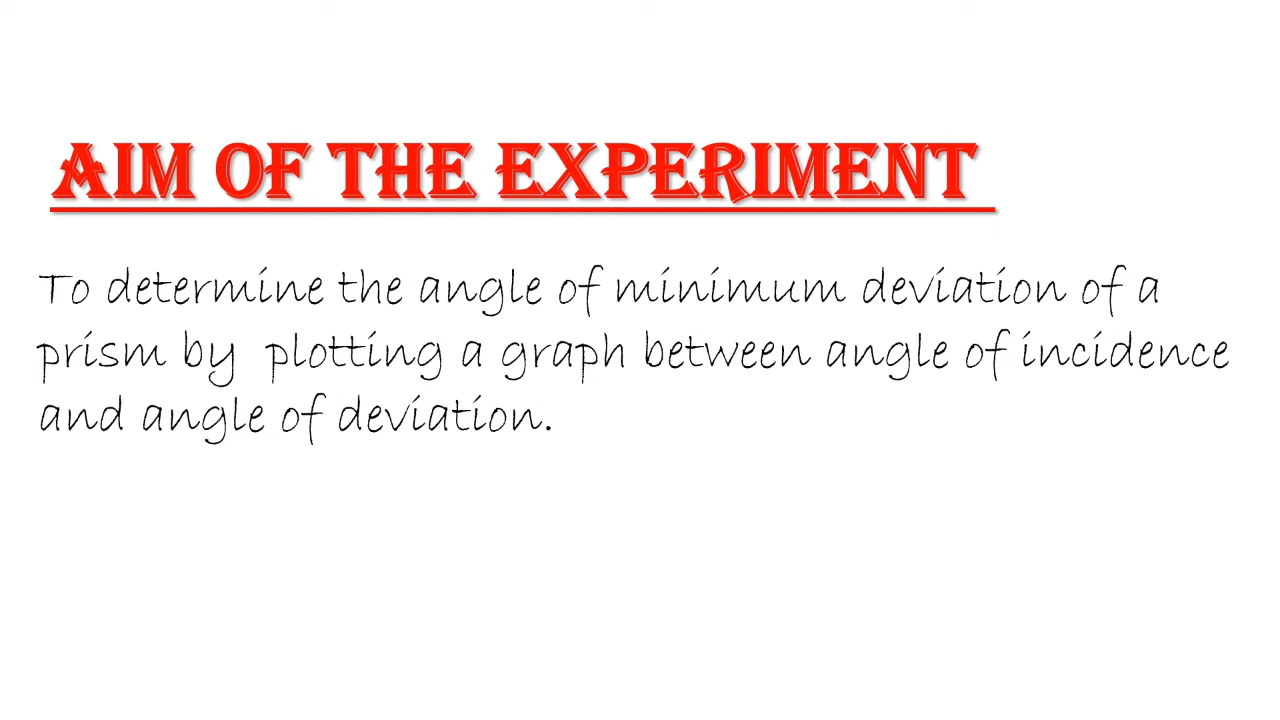 AIM OF THE EXPERIMENT
To determine the angle of minimum deviation of a
prism by  plotting a graph between angle of incidence
and angle of deviation.